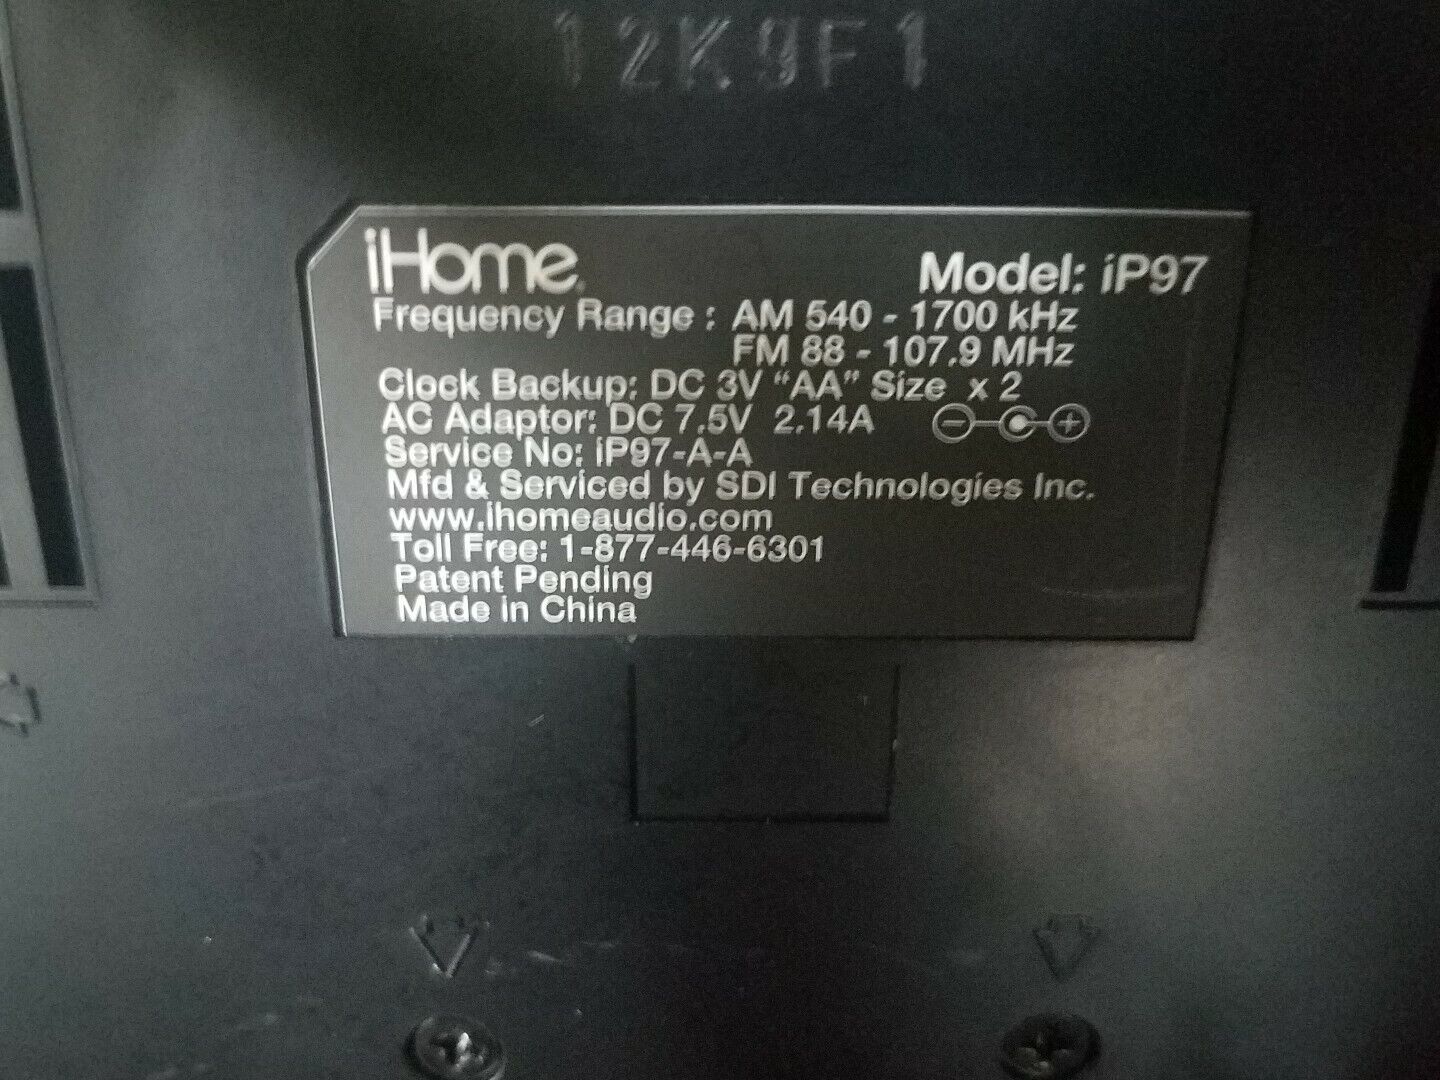 12K9F1
iHome
Model: iP97
Frequency Range : AM 540 - 1700 kHz
FM 88 - 107.9 MHz
Clock Backup: DC 3V "AA" Size x 2
AC Adaptor: DC 7.5V 2.14A
Service No: iP97-A-A
Mfd & Serviced by SDI Technologies Inc.
www.ihomeaudio.com
Toll Free: 1-877-446-6301
Patent Pending
Made in China